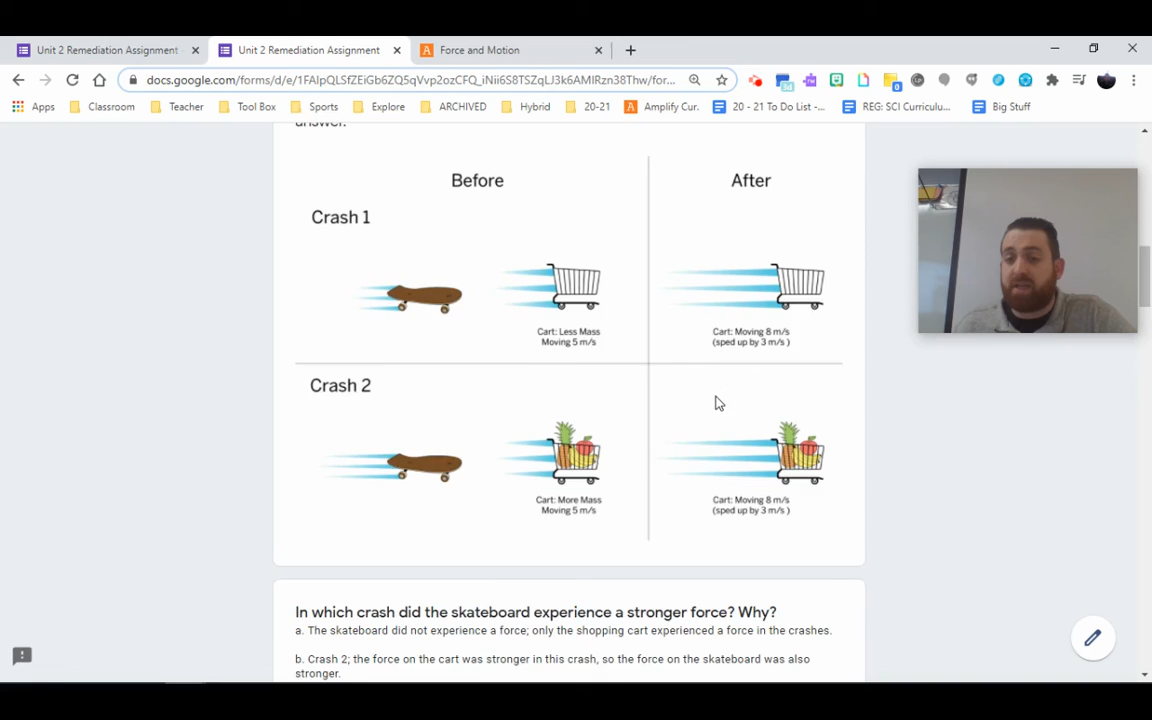 Unit 2 Remediation Assignment
Unit 2 Remediation Assignment
Force and Motion
docs.google.com/forms/d/e/1FAIpQLSfZEiGb6ZQ5qVvp2ozCFQ_iNii6S8TSZqLJ3k6AMIRzn38Thw/for...
Apps
Classroom
Teacher
Tool Box
Sports
Explore
ARCHIVED
Hybrid
20-21
Amplify Cur.
20 - 21 To Do List -...
REG: SCI Curriculu...
Big Stuff
answer.
Before
After
Crash 1
Cart: Less Mass
Moving 5 m/s
Cart: Moving 8 m/s
(sped up by 3 m/s )
Crash 2
Cart: More Mass
Moving 5 m/s
Cart: Moving 8 m/s
(sped up by 3 m/s )
In which crash did the skateboard experience a stronger force? Why?
a. The skateboard did not experience a force; only the shopping cart experienced a force in the crashes.
b. Crash 2; the force on the cart was stronger in this crash, so the force on the skateboard was also
stronger.